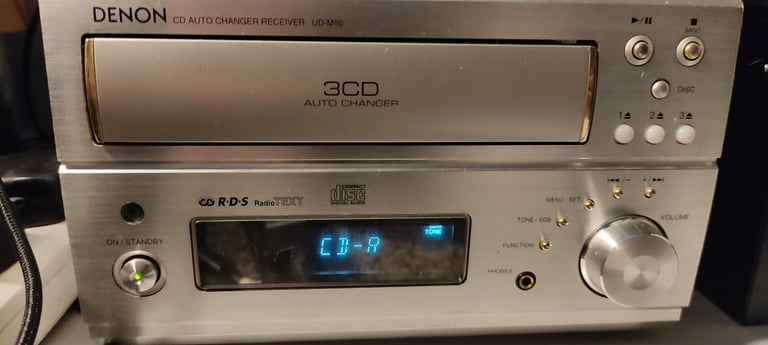 DENON CD AUTO CHANGER RECEIVER UD-M50
BAND
3CD
AUTO CHANGER
DISC
1 2 3
R·D·S RadioTEXT
COMPACT
disc
DIGITAL AUDIO
ON / STANDBY
CD-R
TONE
MENU / SET
TONE / SDB
FUNCTION
PHONES
VOLUME